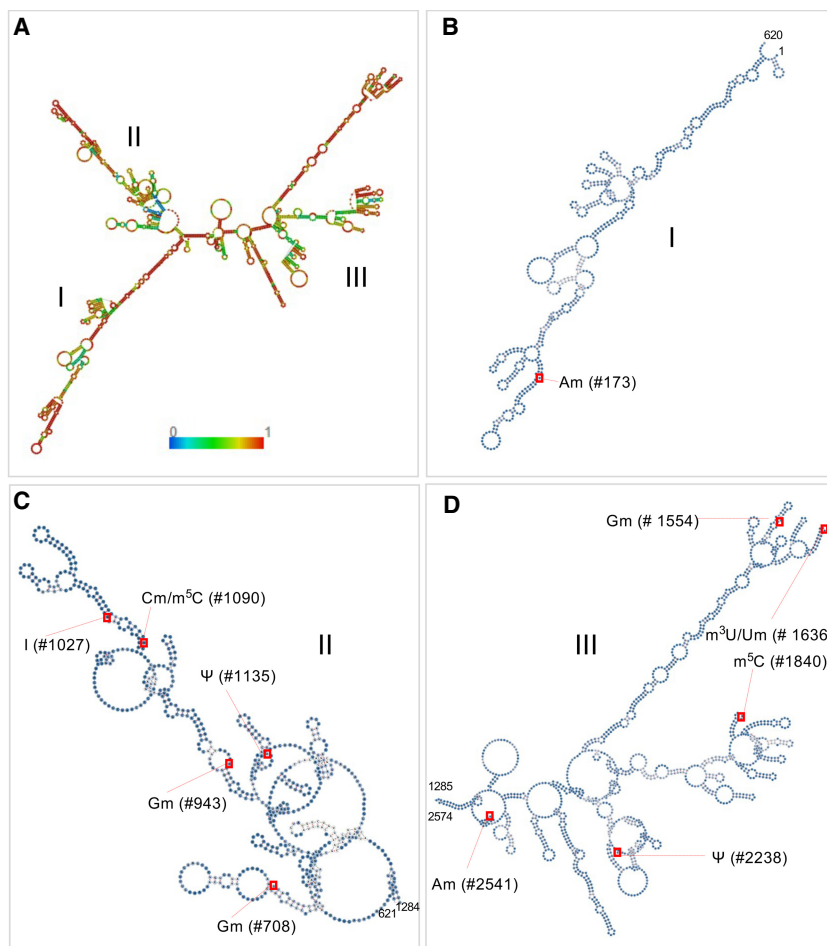 A
II
I
III
0
1
B
620
1
I
Am (#173)
C
Cm/m⁵C (#1090)
I (#1027)
II
Ψ (#1135)
Gm (#943)
Gm (#708)
621
1284
D
Gm (# 1554)
m³U/Um (# 1636
m⁵C (#1840)
III
1285
2574
Am (#2541)
Ψ (#2238)